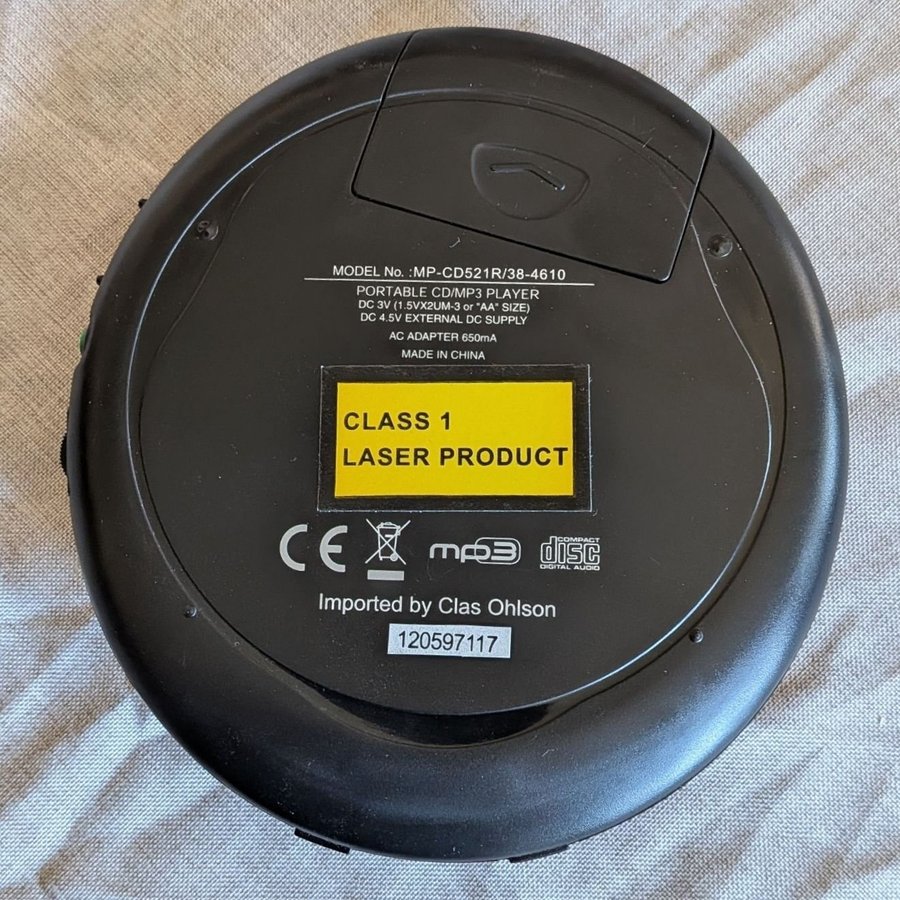 MODEL No. :MP-CD521R/38-4610
PORTABLE CD/MP3 PLAYER
DC 3V (1.5VX2UM-3 or "AA" SIZE)
DC 4.5V EXTERNAL DC SUPPLY
AC ADAPTER 650mA
MADE IN CHINA
CLASS 1
LASER PRODUCT
CE mp3 COMPACT disc DIGITAL AUDIO
Imported by Clas Ohlson
120597117